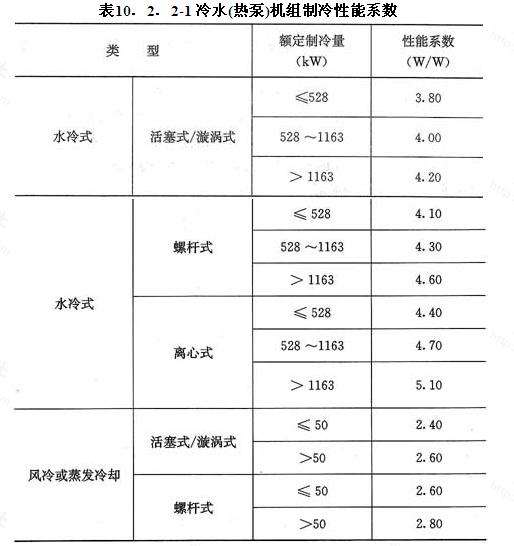 表10．2．2-1 冷水(热泵)机组制冷性能系数
类 型 额定制冷量（kW） 性能系数（W/W）
水冷式 活塞式/漩涡式 ≤528 3.80
528～1163 4.00
＞1163 4.20
水冷式 螺杆式 ≤528 4.10
528～1163 4.30
＞1163 4.60
离心式 ≤528 4.40
528～1163 4.70
＞1163 5.10
风冷或蒸发冷却 活塞式/漩涡式 ≤50 2.40
>50 2.60
螺杆式 ≤50 2.60
>50 2.80